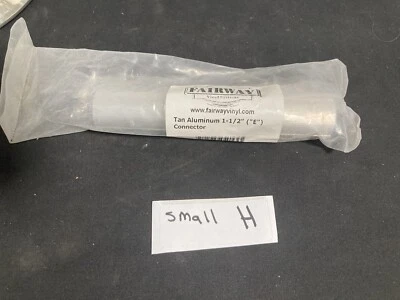 FAIRWAY
www.fairwayvinyl.com
Tan Aluminum 1-1/2" ("E")
Connector
small H